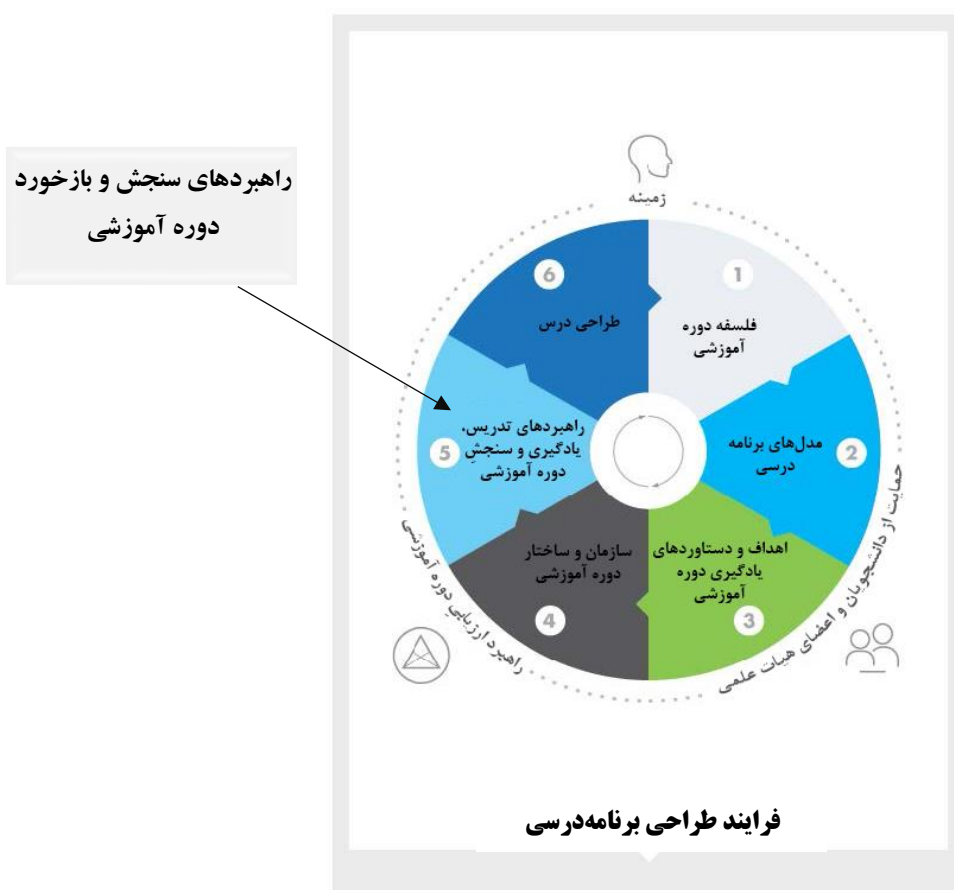 راهبردهای سنجش و بازخورد
دوره آموزشی
زمینه
1
فلسفه دوره
آموزشی
2
مدل‌های برنامه
درسی
3
اهداف و دستاوردهای
یادگیری دوره
آموزشی
4
سازمان و ساختار
دوره آموزشی
5
راهبردهای تدریس،
یادگیری و سنجشِ
دوره آموزشی
6
طراحی درس
حمایت از دانشجویان و اعضای هیات علمی
راهبرد ارزیابیِ دوره آموزشی
فرایند طراحی برنامه‌درسی